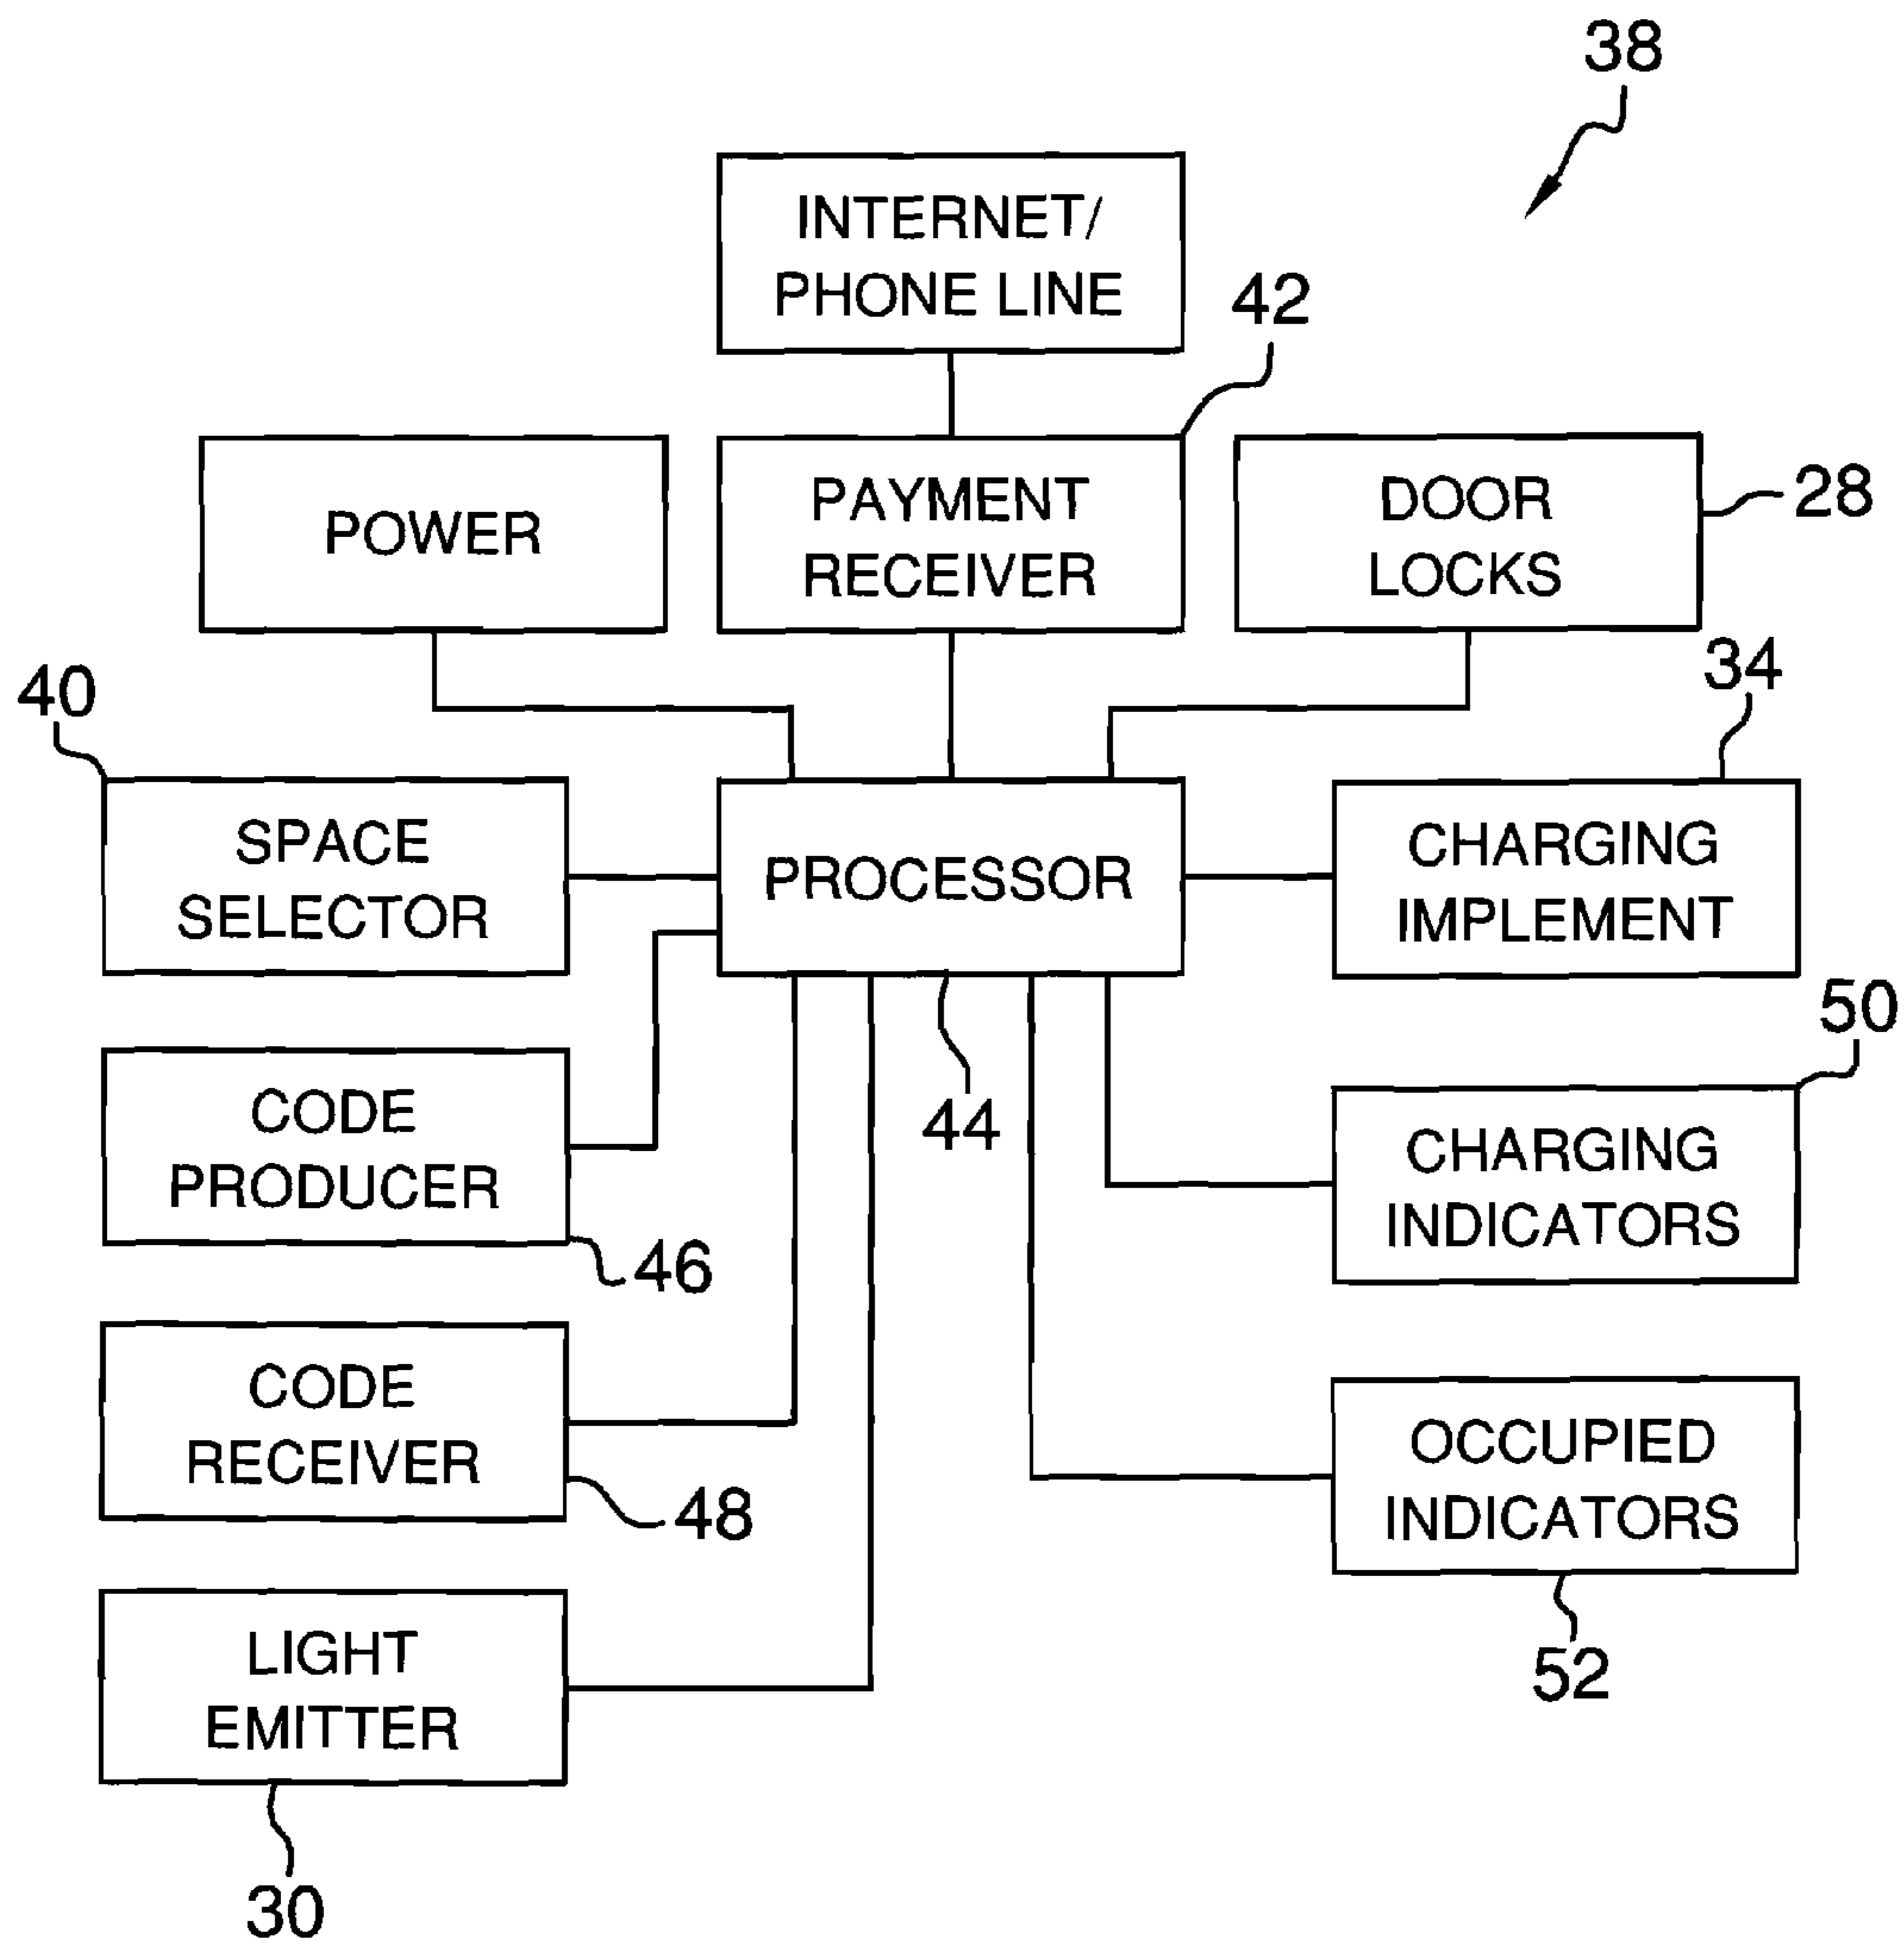 38
INTERNET/
PHONE LINE
42
POWER
PAYMENT
RECEIVER
DOOR
LOCKS
28
40
34
SPACE
SELECTOR
PROCESSOR
CHARGING
IMPLEMENT
50
CODE
PRODUCER
44
CHARGING
INDICATORS
46
CODE
RECEIVER
48
OCCUPIED
INDICATORS
52
LIGHT
EMITTER
30